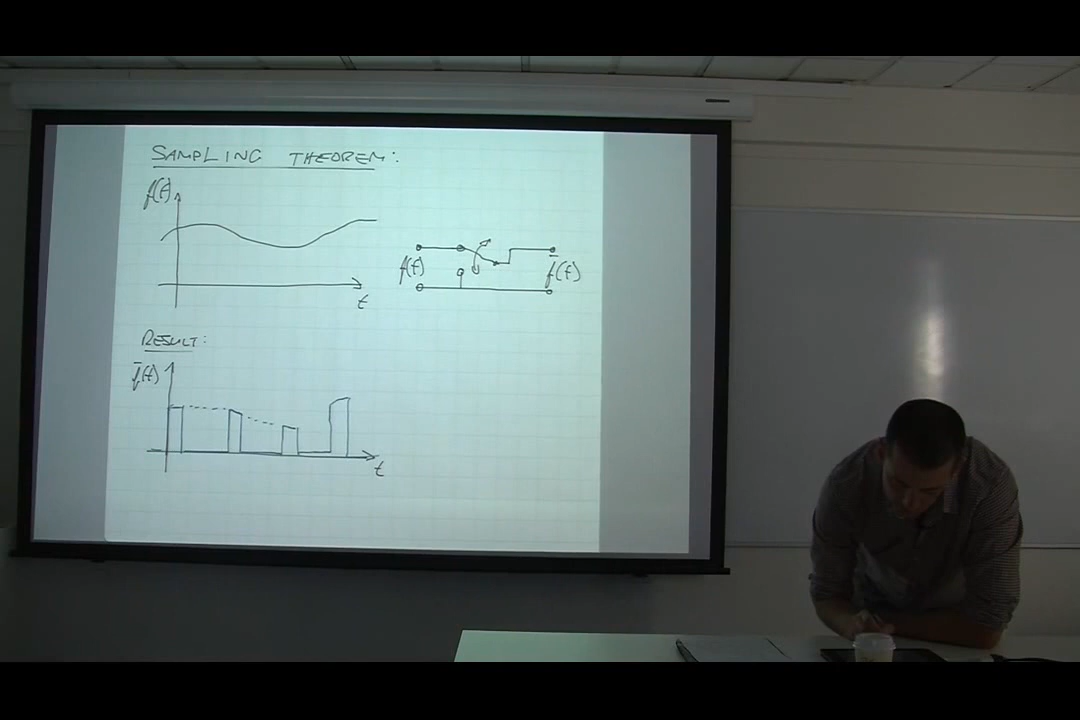 SAMPLING THEOREM:
f(t)
t
f(t)
f̄(t)
RESULT:
f̄(t)
t